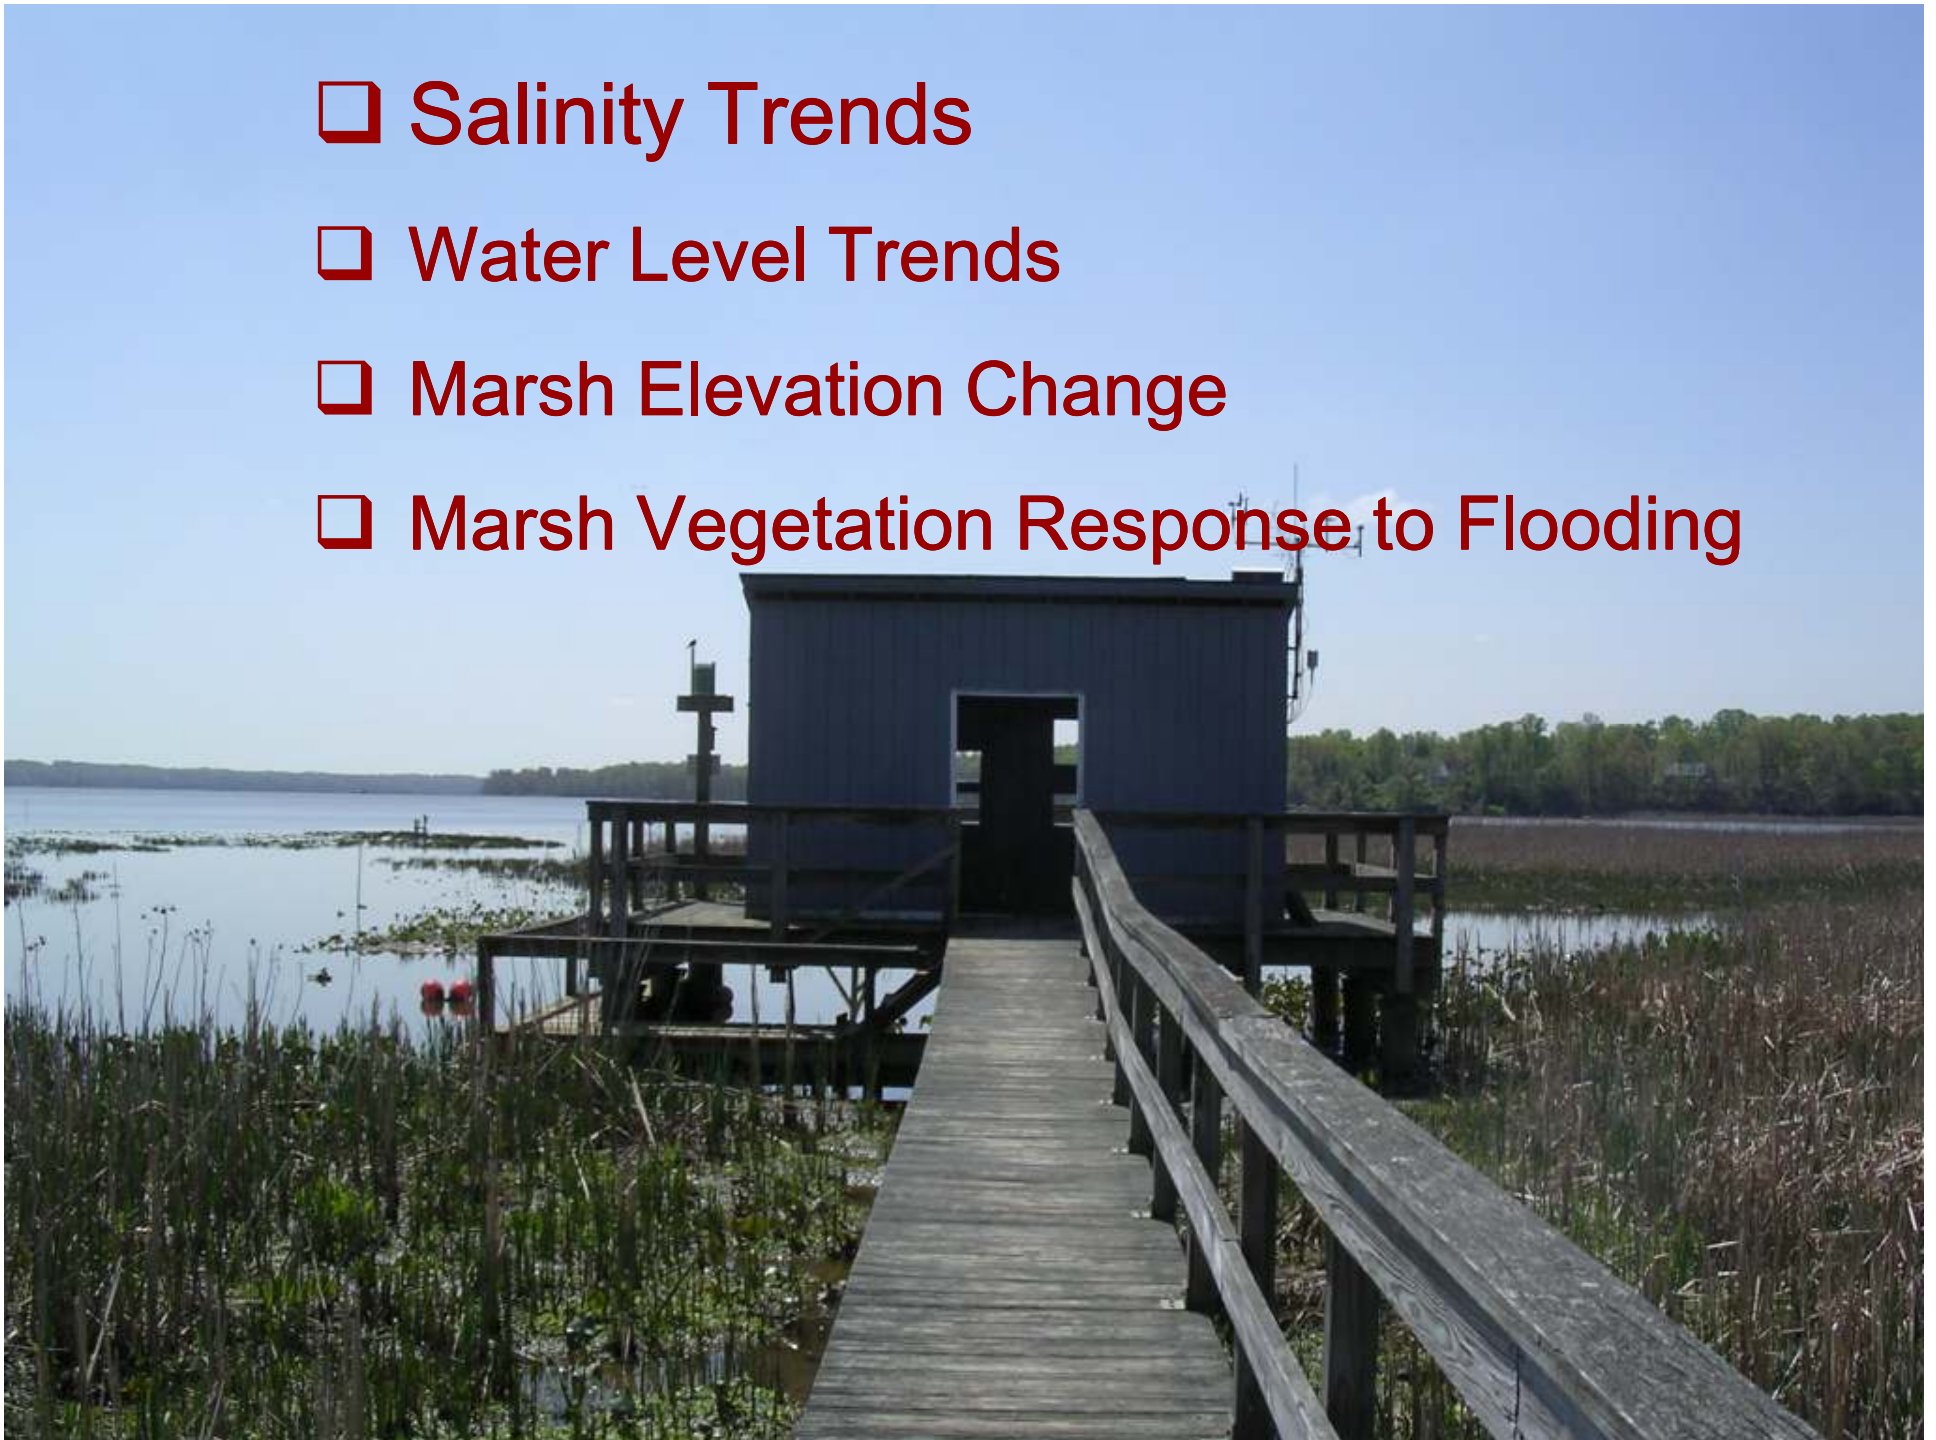 ❑ Salinity Trends
❑ Water Level Trends
❑ Marsh Elevation Change
❑ Marsh Vegetation Response to Flooding